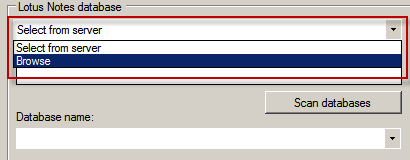 Lotus Notes database
Select from server
Select from server
Browse
Scan databases
Database name: